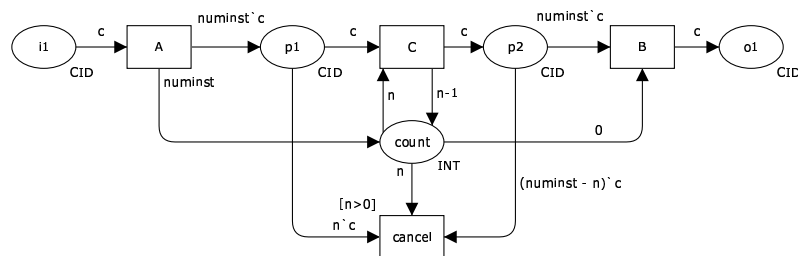 numinst`c
numinst`c
c
c
c
c
i1
A
p1
C
p2
B
o1
CID
CID
CID
CID
numinst
n
n-1
count
0
n
INT
(numinst - n)`c
[n>0]
n`c
cancel